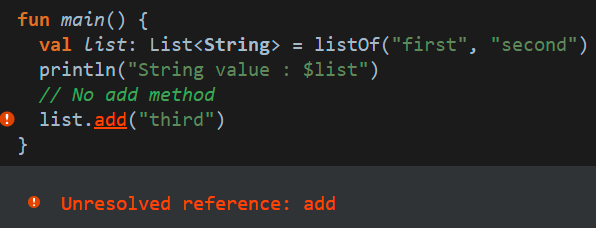 fun main() {
  val list: List<String> = listOf("first", "second")
  println("String value : $list")
  // No add method
  list.add("third")
}
Unresolved reference: add